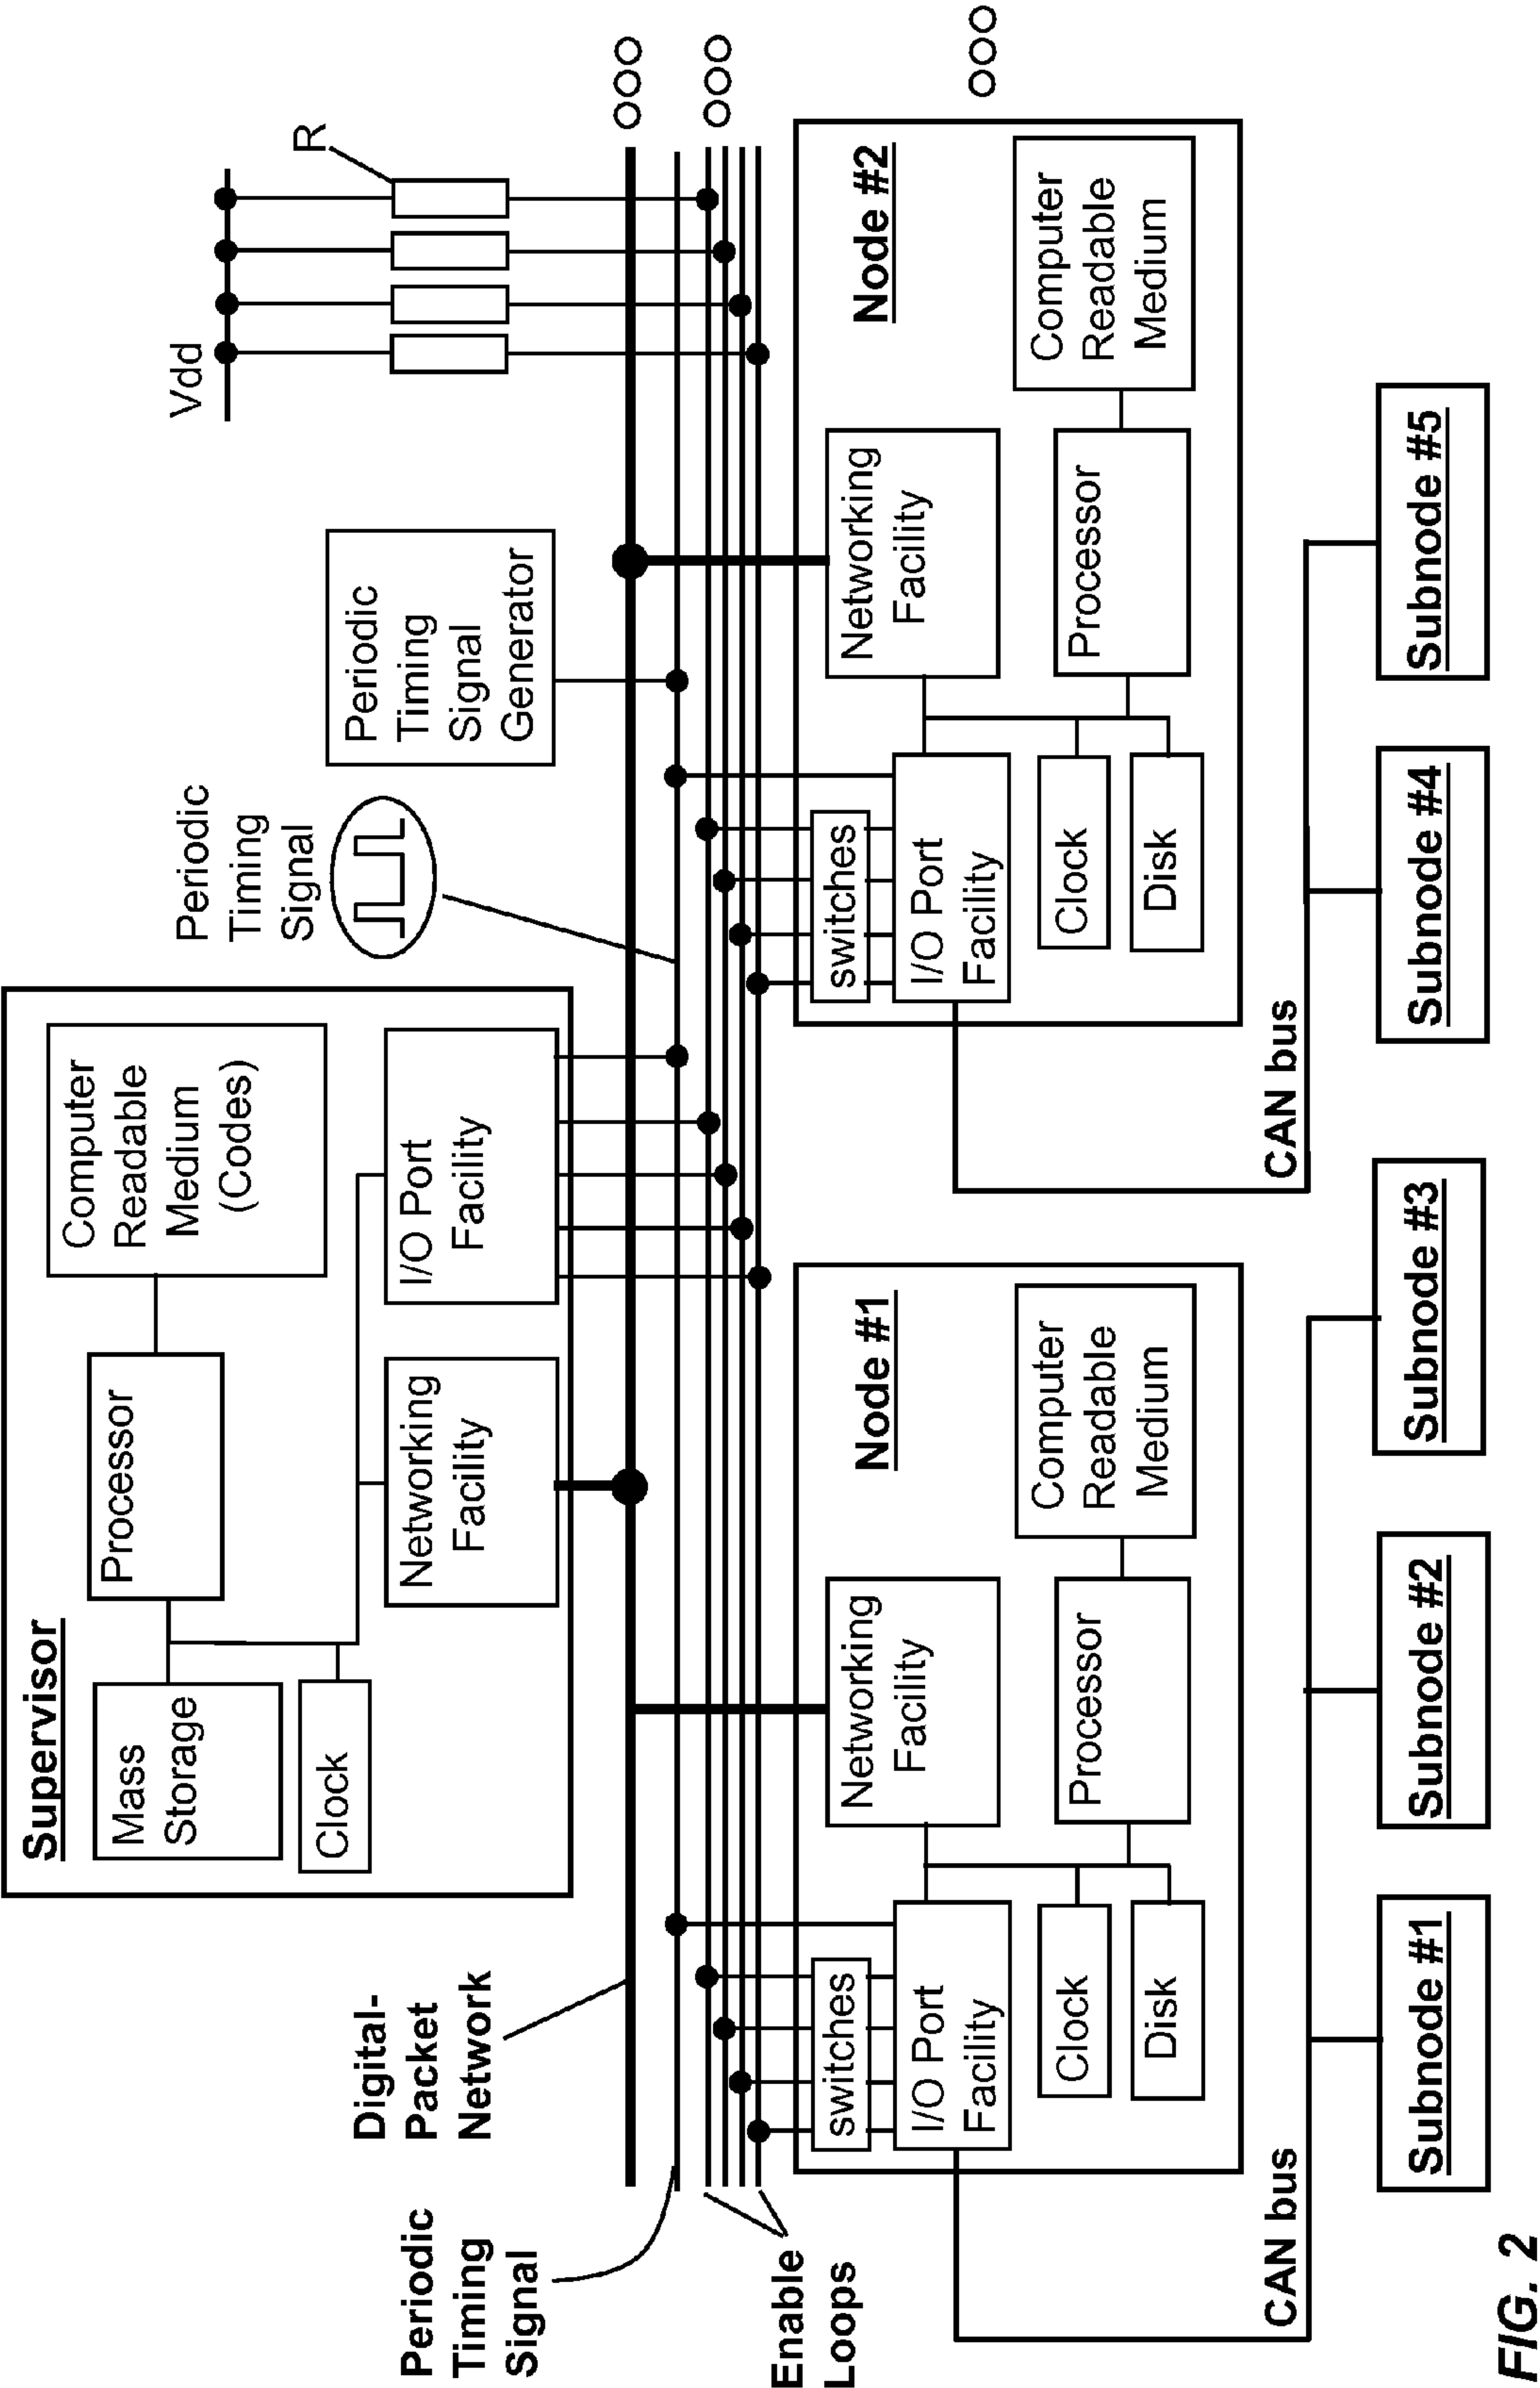 Supervisor
Mass
Storage
Clock
Processor
Computer
Readable
Medium
(Codes)
Networking
Facility
I/O Port
Facility
Periodic
Timing
Signal
Periodic
Timing
Signal
Generator
Vdd
R
Digital-
Packet
Network
Periodic
Timing
Signal
Enable
Loops
Node #1
switches
I/O Port
Facility
Networking
Facility
Clock
Disk
Processor
Computer
Readable
Medium
Node #2
switches
I/O Port
Facility
Networking
Facility
Clock
Disk
Processor
Computer
Readable
Medium
CAN bus
CAN bus
Subnode #1
Subnode #2
Subnode #3
Subnode #4
Subnode #5
FIG. 2